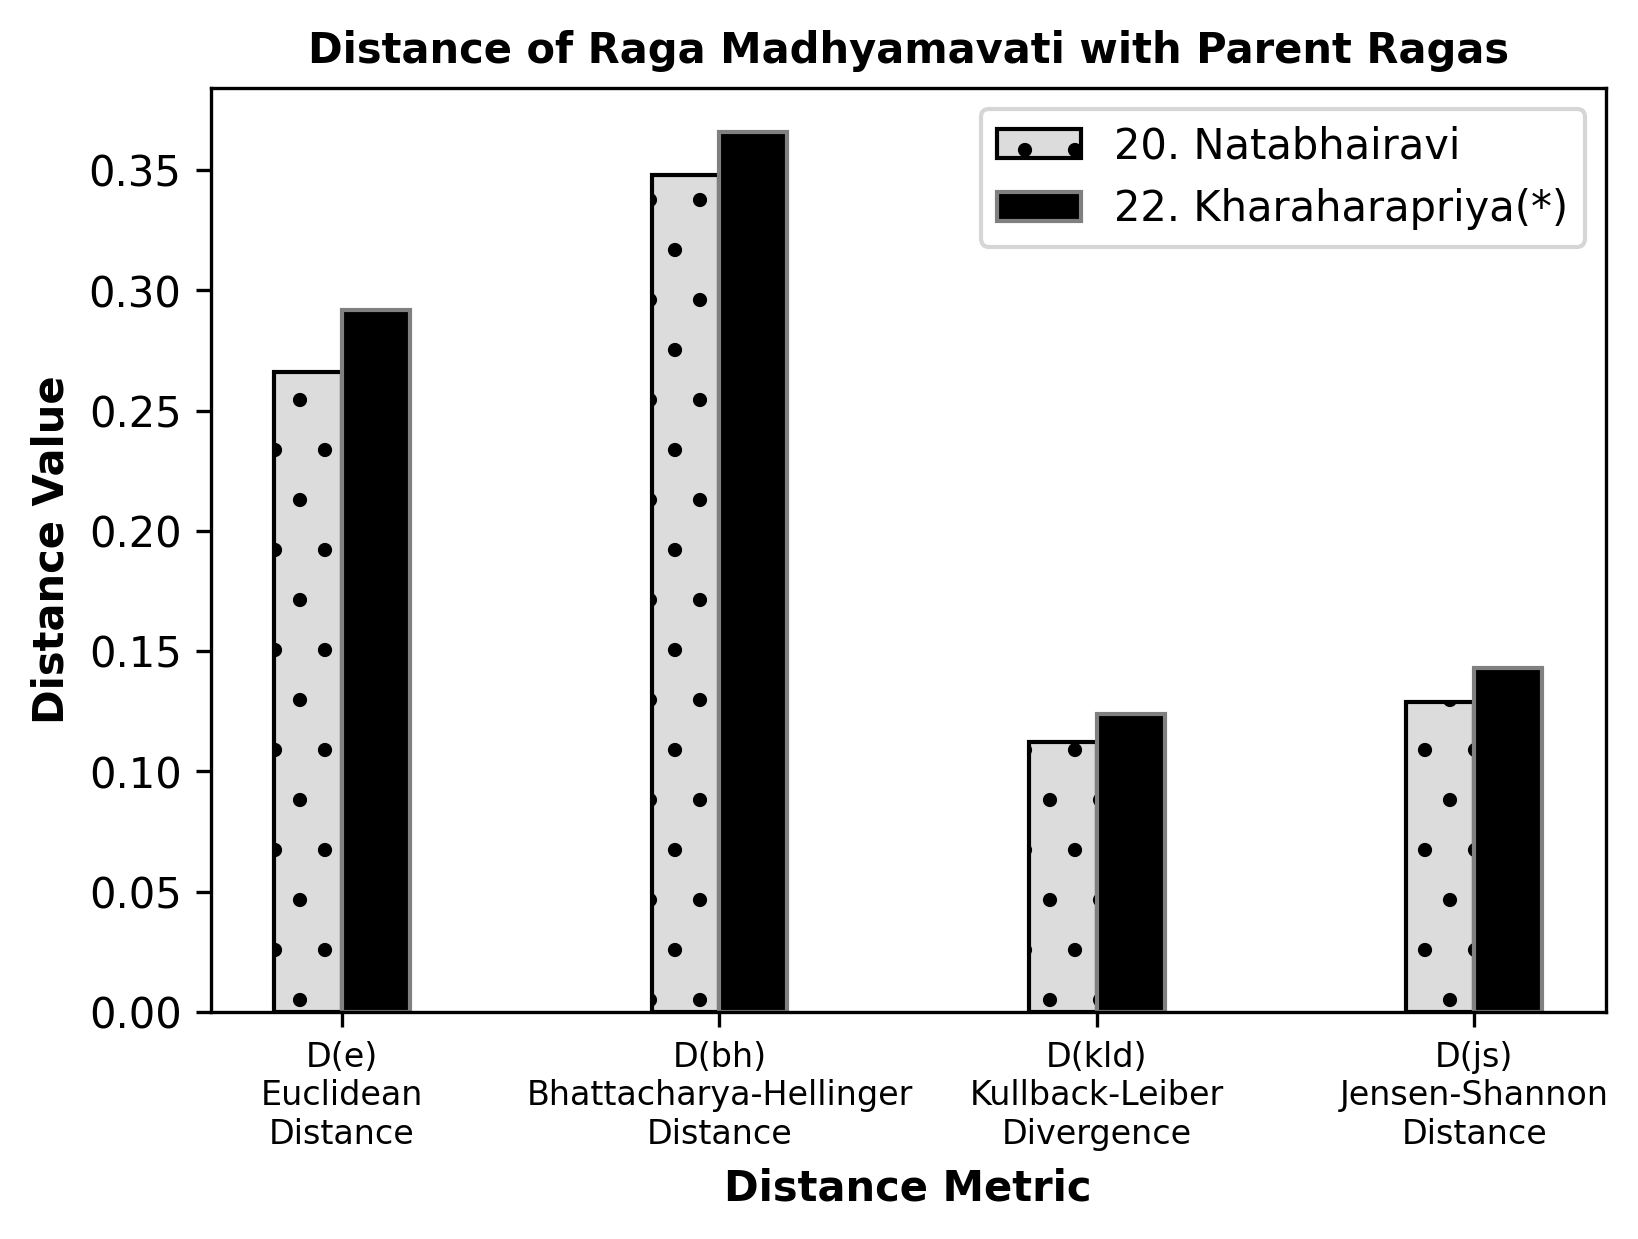 Distance of Raga Madhyamavati with Parent Ragas
20. Natabhairavi
22. Kharaharapriya(*)
Distance Value
0.35
0.30
0.25
0.20
0.15
0.10
0.05
0.00
D(e)
Euclidean
Distance
D(bh)
Bhattacharya-Hellinger
Distance
D(kld)
Kullback-Leiber
Divergence
D(js)
Jensen-Shannon
Distance
Distance Metric